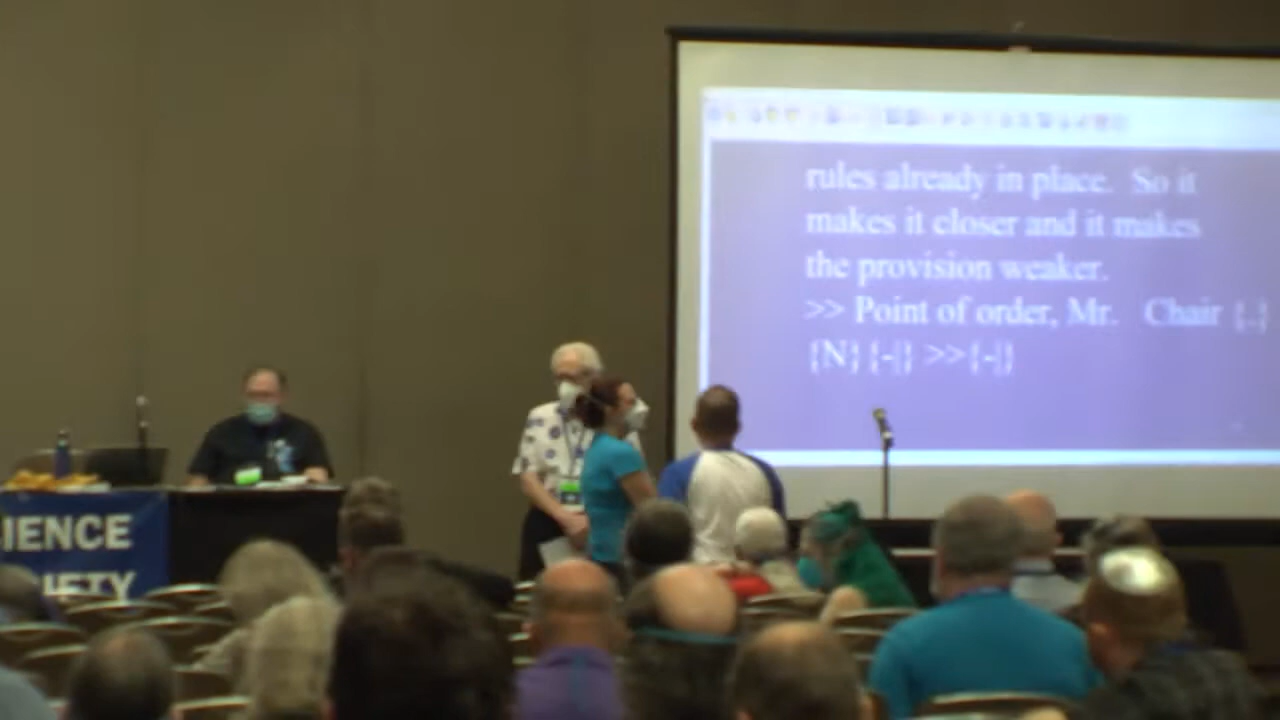 rules already in place. So it
makes it closer and it makes
the provision weaker.
>> Point of order, Mr. Chair {.}
{N} {-|} >>{-|}
IENCE
IETY